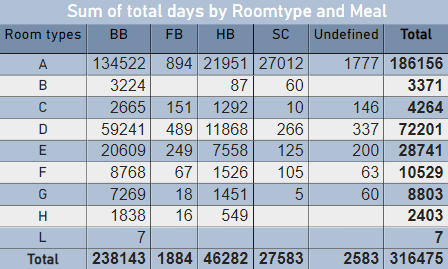 Sum of total days by Roomtype and Meal
Room types BB FB HB SC Undefined Total
A 134522 894 21951 27012 1777 186156
B 3224 87 60 3371
C 2665 151 1292 10 146 4264
D 59241 489 11868 266 337 72201
E 20609 249 7558 125 200 28741
F 8768 67 1526 105 63 10529
G 7269 18 1451 5 60 8803
H 1838 16 549 2403
L 7 7
Total 238143 1884 46282 27583 2583 316475